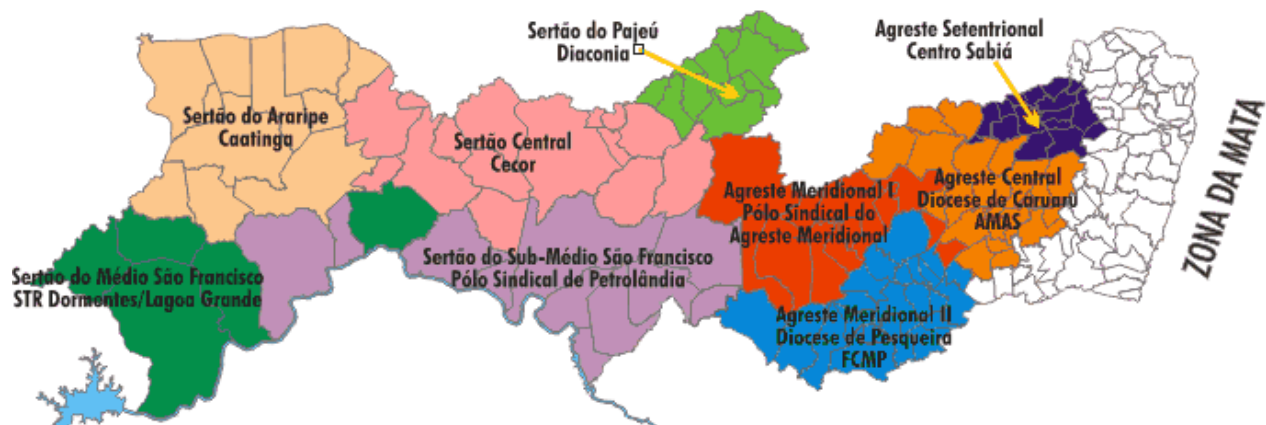 Sertão do Pajeú
Diaconia
Agreste Setentrional
Centro Sabiá
Sertão do Araripe
Caatinga
Sertão Central
Cecor
Agreste Meridional I
Pólo Sindical do
Agreste Meridional
Agreste Central
Diocese de Caruaru
AMAS
ZONA DA MATA
Sertão do Médio São Francisco
STR Dormentes/Lagoa Grande
Sertão do Sub-Médio São Francisco
Pólo Sindical de Petrolândia
Agreste Meridional II
Diocese de Pesqueira
FCMP